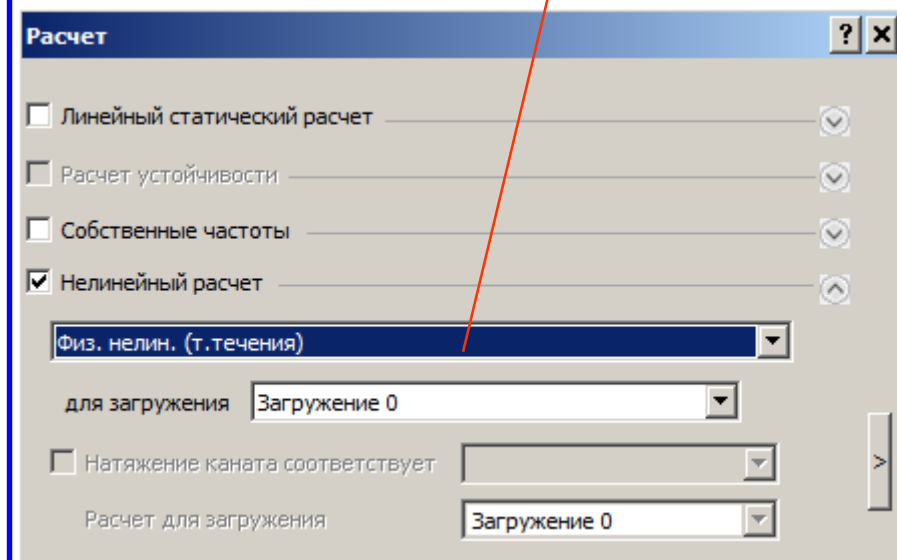 Расчет
Линейный статический расчет
Расчет устойчивости
Собственные частоты
Нелинейный расчет
Физ. нелин. (т.течения)
для загружения Загружение 0
Натяжение каната соответствует
>
Расчет для загружения Загружение 0